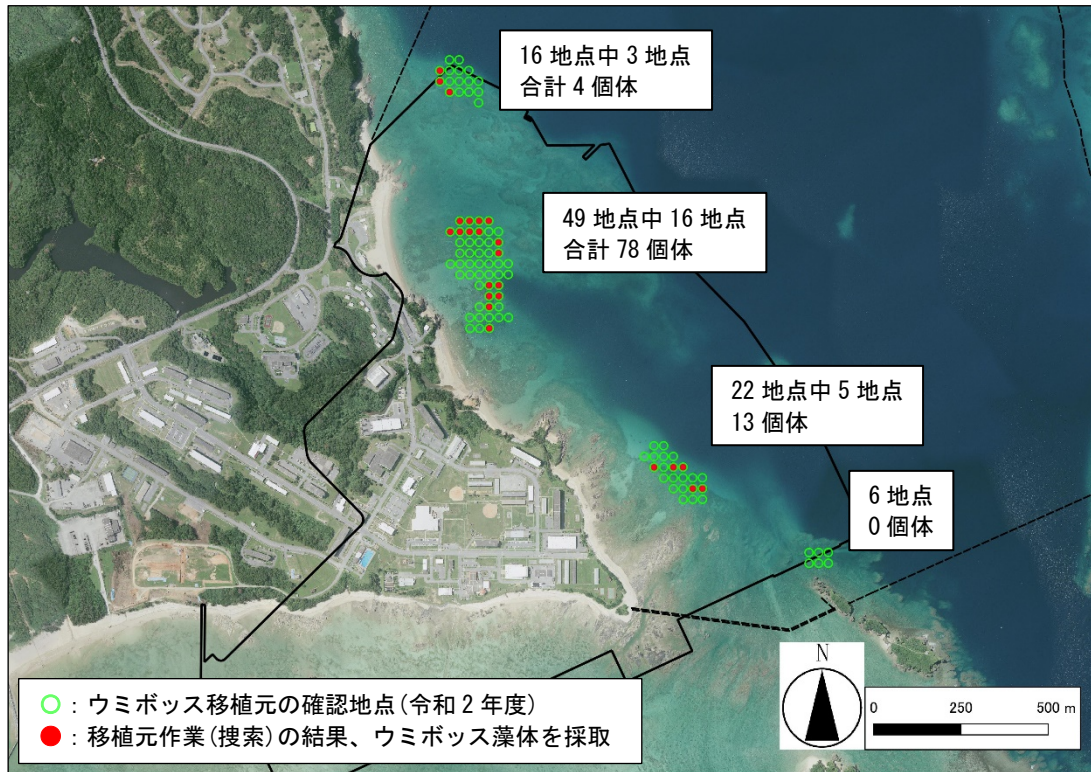 16 地点中 3 地点
合計 4 個体
49 地点中 16 地点
合計 78 個体
22 地点中 5 地点
13 個体
6 地点
0 個体
N
0 250 500 m
○：ウミボッス移植元の確認地点(令和 2 年度)
●：移植元作業(捜索)の結果、ウミボッス藻体を採取